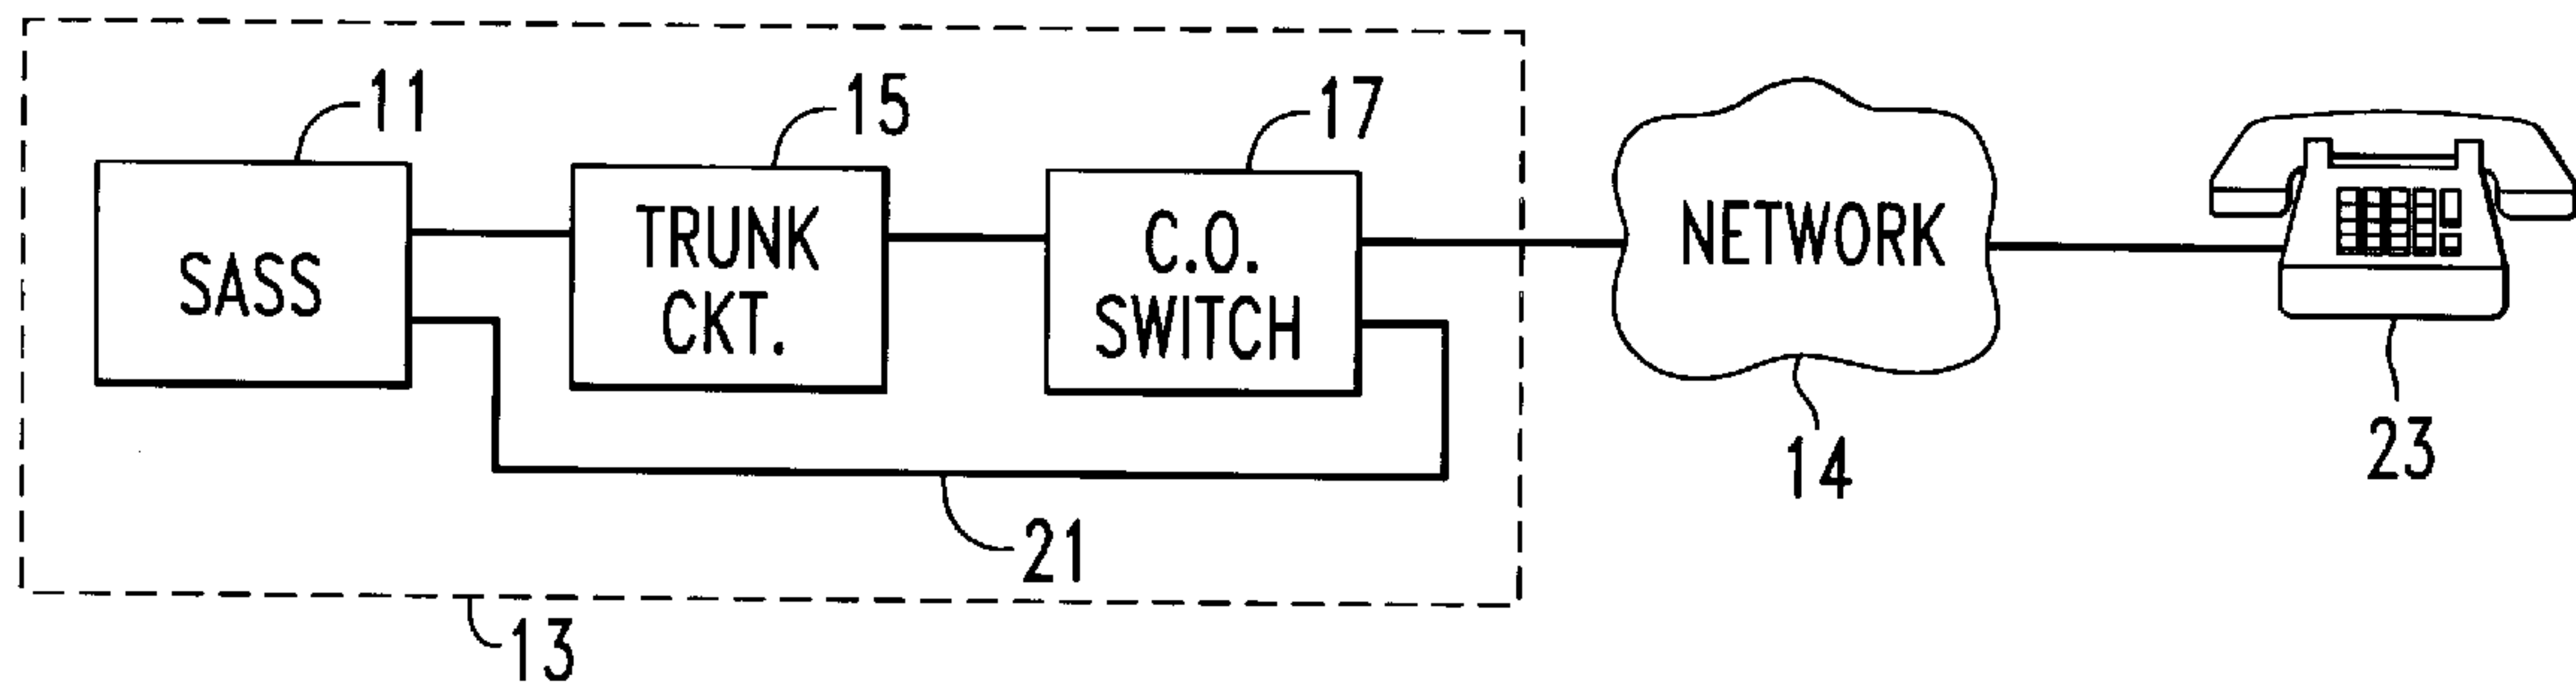 11
15
17
SASS
TRUNK
CKT.
C.O.
SWITCH
NETWORK
14
23
21
13